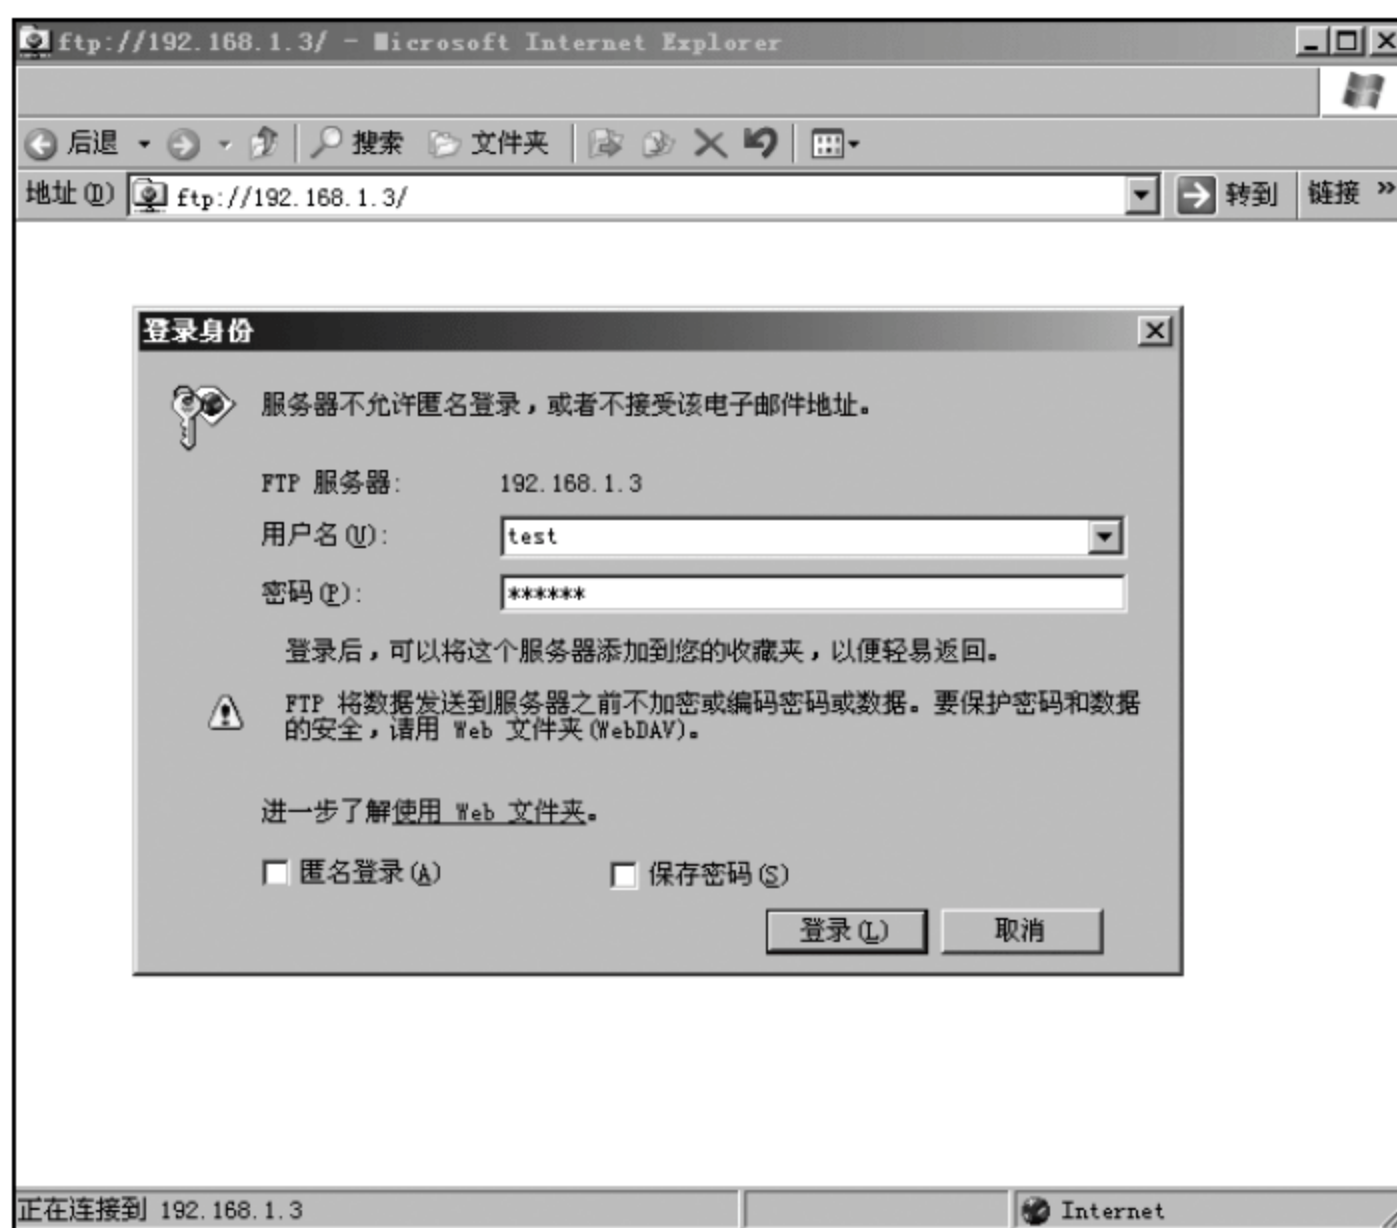 ftp://192.168.1.3/ - Microsoft Internet Explorer
后退 搜索 文件夹
地址(D) ftp://192.168.1.3/ 转到 链接 »
登录身份
服务器不允许匿名登录，或者不接受该电子邮件地址。
FTP 服务器: 192.168.1.3
用户名(U): test
密码(P): ******
登录后，可以将这个服务器添加到您的收藏夹，以便轻易返回。
FTP 将数据发送到服务器之前不加密或编码密码或数据。要保护密码和数据
的安全，请用 Web 文件夹(WebDAV)。
进一步了解使用 Web 文件夹。
匿名登录(A) 保存密码(S)
登录(L) 取消
正在连接到 192.168.1.3 Internet